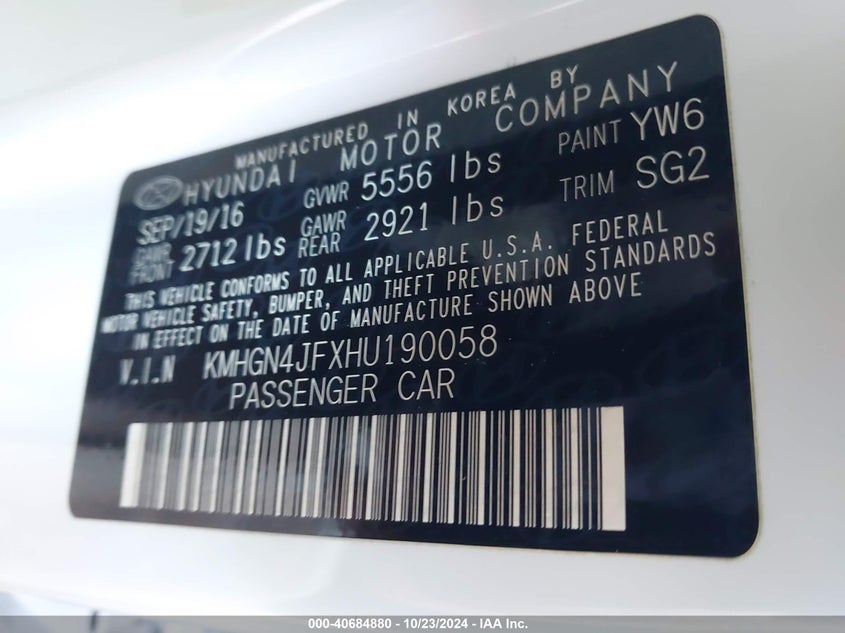 MANUFACTURED IN KOREA BY
HYUNDAI MOTOR COMPANY
SEP/19/16 GVWR 5556 lbs PAINT YW6
GAWR FRONT 2712 lbs GAWR REAR 2921 lbs TRIM SG2
THIS VEHICLE CONFORMS TO ALL APPLICABLE U.S.A. FEDERAL
MOTOR VEHICLE SAFETY, BUMPER, AND THEFT PREVENTION STANDARDS
IN EFFECT ON THE DATE OF MANUFACTURE SHOWN ABOVE
V.I.N KMHGN4JFXHU190058
PASSENGER CAR
000-40684880 - 10/23/2024 - IAA Inc.